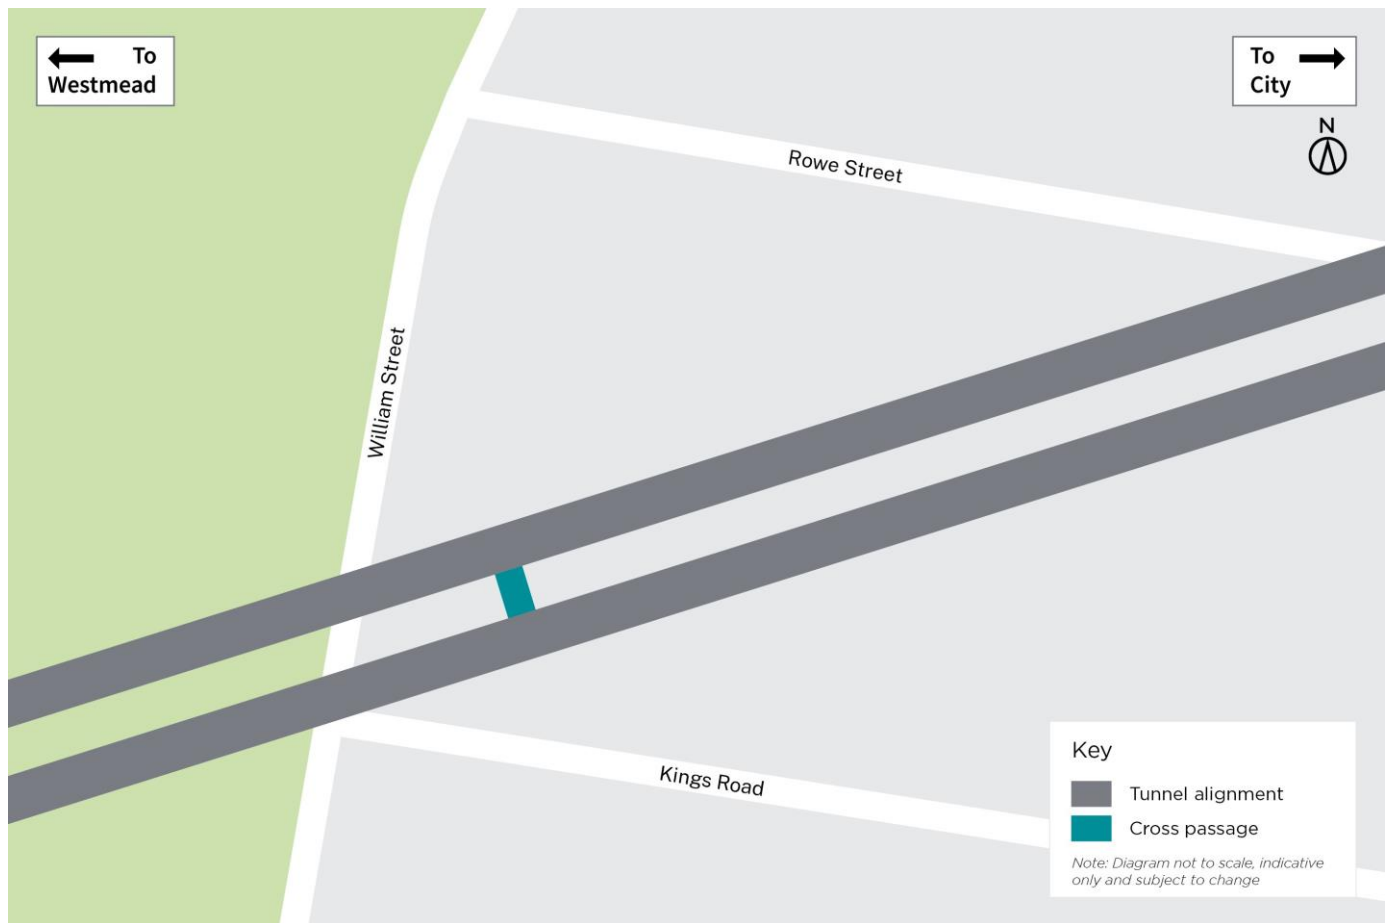 To
Westmead
To
City
N
Rowe Street
William Street
Kings Road
Key
Tunnel alignment
Cross passage
Note: Diagram not to scale, indicative
only and subject to change